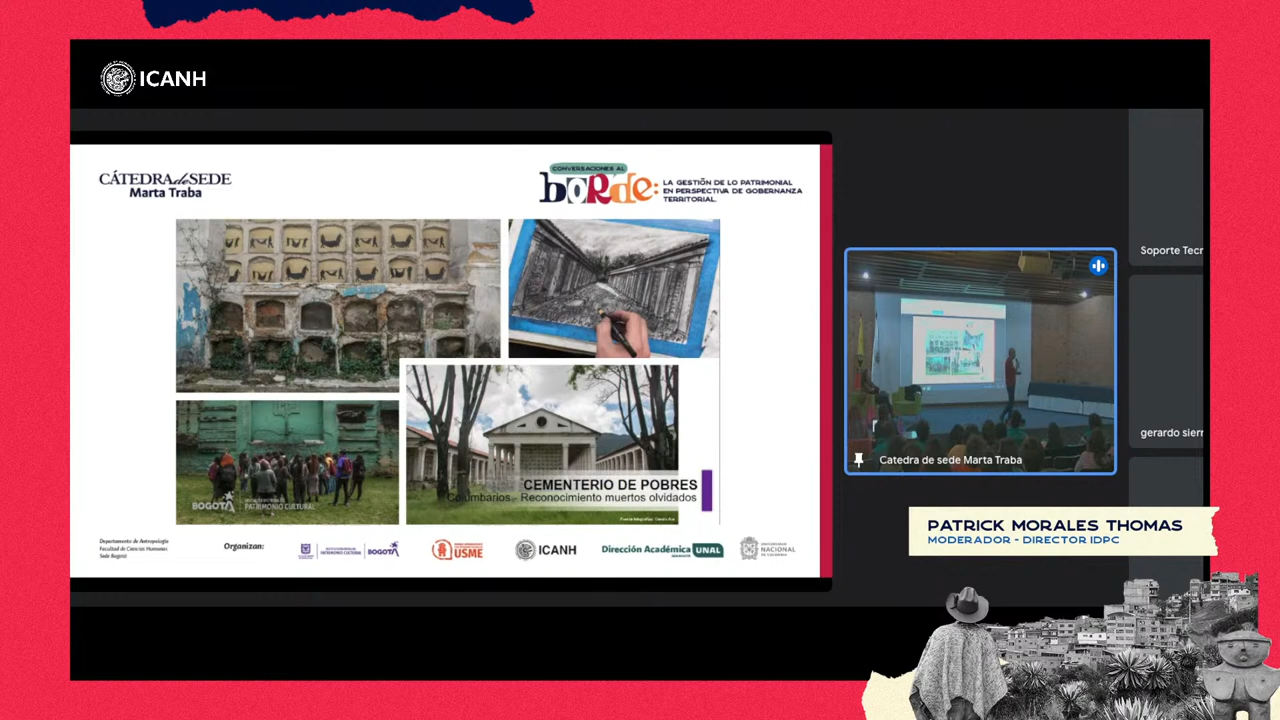 ICANH
CÁTEDRA de SEDE
Marta Traba
CONVERSACIONES AL
borde:
LA GESTIÓN DE LO PATRIMONIAL
EN PERSPECTIVA DE GOBERNANZA
TERRITORIAL.
BOGOTÁ
PATRIMONIO CULTURAL
CEMENTERIO DE POBRES
Columbarios - Reconocimiento muertos olvidados
Departamento de Antropología
Facultad de Ciencias Humanas
Sede Bogotá
Organizan:
PATRIMONIO CULTURAL
BOGOTÁ
USME
ICANH
Dirección Académica UNAL
UNIVERSIDAD
NACIONAL
DE COLOMBIA
Soporte Tecr
gerardo sierr
Catedra de sede Marta Traba
PATRICK MORALES THOMAS
MODERADOR - DIRECTOR IDPC